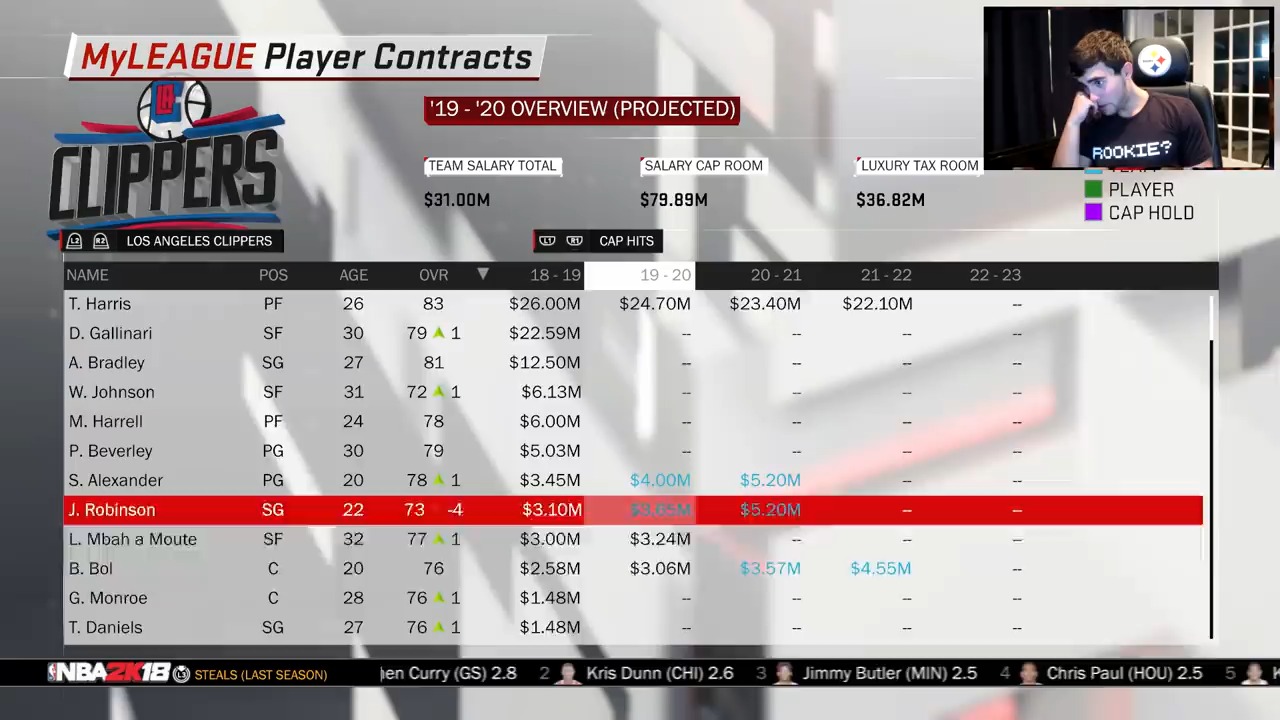 MyLEAGUE Player Contracts
ROOKIE?
'19 - '20 OVERVIEW (PROJECTED)
CLIPPERS
TEAM SALARY TOTAL SALARY CAP ROOM LUXURY TAX ROOM
$31.00M $79.89M $36.82M
PLAYER
CAP HOLD
L2 R2 LOS ANGELES CLIPPERS L1 R1 CAP HITS
NAME POS AGE OVR 18 - 19 19 - 20 20 - 21 21 - 22 22 - 23
T. Harris PF 26 83 $26.00M $24.70M $23.40M $22.10M --
D. Gallinari SF 30 79 1 $22.59M -- -- -- --
A. Bradley SG 27 81 $12.50M -- -- -- --
W. Johnson SF 31 72 1 $6.13M -- -- -- --
M. Harrell PF 24 78 $6.00M -- -- -- --
P. Beverley PG 30 79 $5.03M -- -- -- --
S. Alexander PG 20 78 1 $3.45M $4.00M $5.20M -- --
J. Robinson SG 22 73 -4 $3.10M $3.65M $5.20M -- --
L. Mbah a Moute SF 32 77 1 $3.00M $3.24M -- -- --
B. Bol C 20 76 $2.58M $3.06M $3.57M $4.55M --
G. Monroe C 28 76 1 $1.48M -- -- -- --
T. Daniels SG 27 76 1 $1.48M -- -- -- --
NBA2K18 STEALS (LAST SEASON) hen Curry (GS) 2.8 2 Kris Dunn (CHI) 2.6 3 Jimmy Butler (MIN) 2.5 4 Chris Paul (HOU) 2.5 5 K